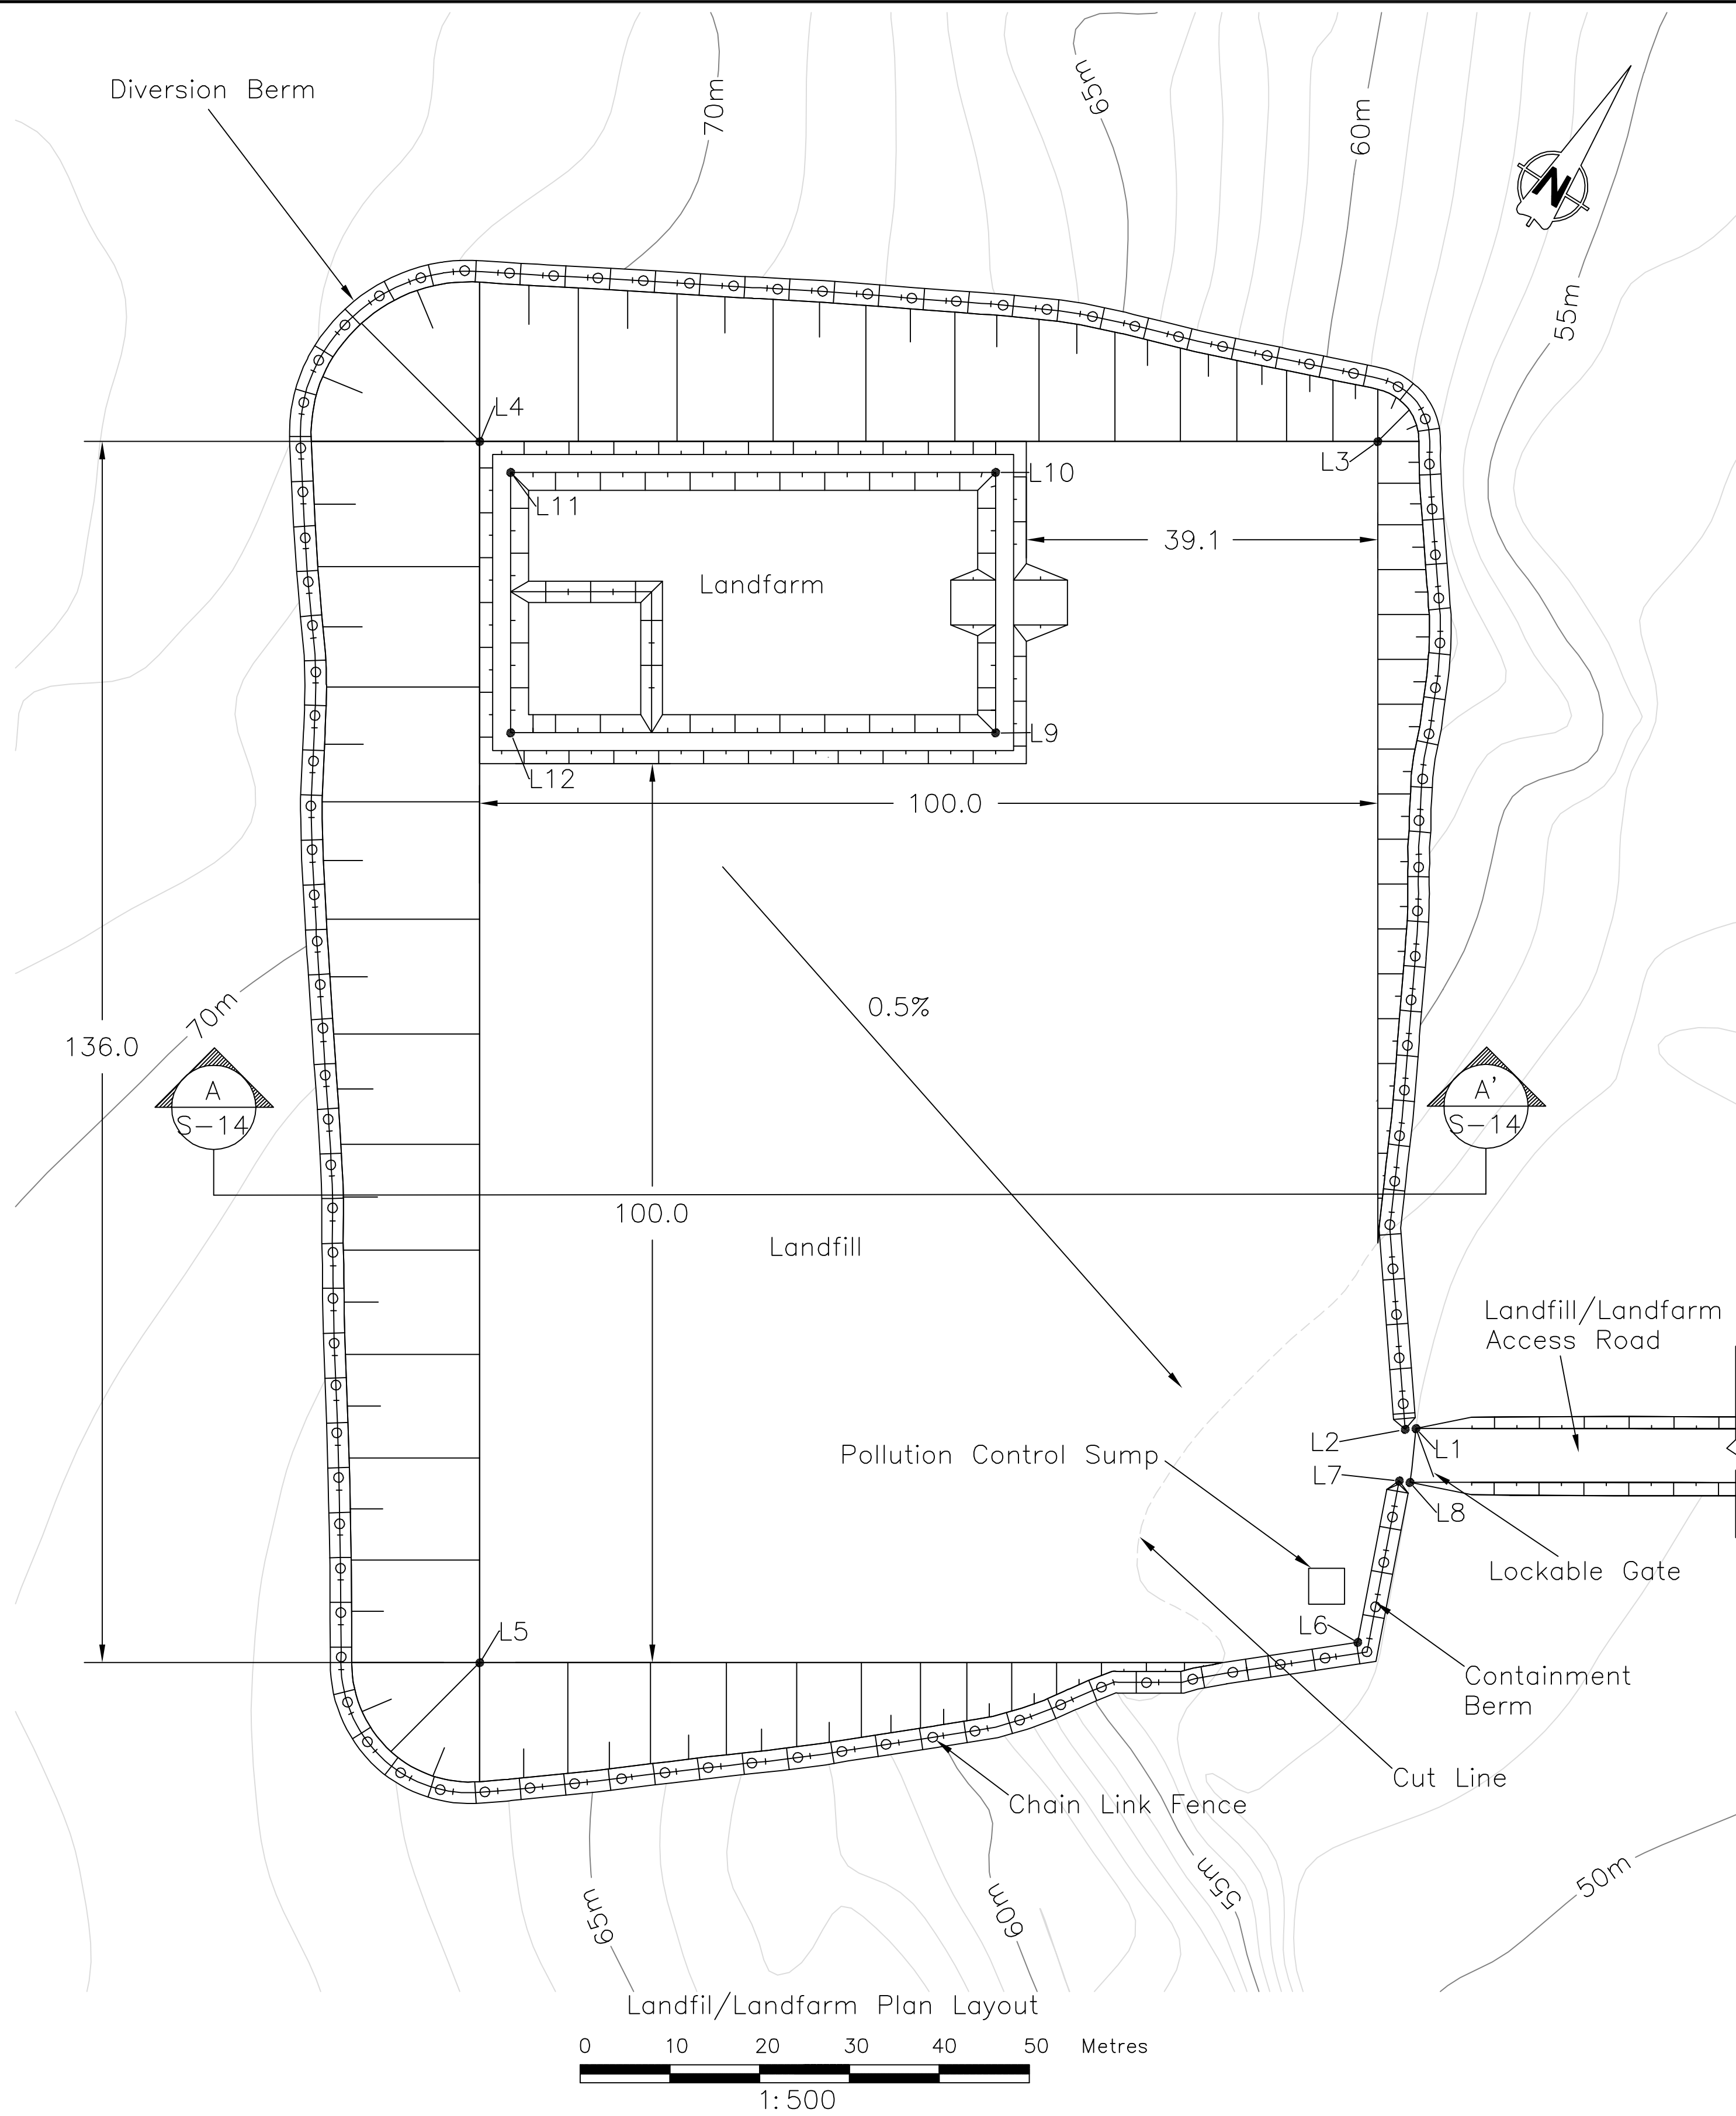 Diversion Berm
70m
65m
60m
N
55m
L4
L3
L10
L11
39.1
Landfarm
L9
L12
100.0
0.5%
70m
136.0
A
S-14
A'
S-14
100.0
Landfill
Landfill/Landfarm
Access Road
L2
L1
Pollution Control Sump
L7
L8
Lockable Gate
L6
L5
Containment
Berm
Cut Line
Chain Link Fence
65m
60m
55m
50m
Landfil/Landfarm Plan Layout
0 10 20 30 40 50 Metres
1:500